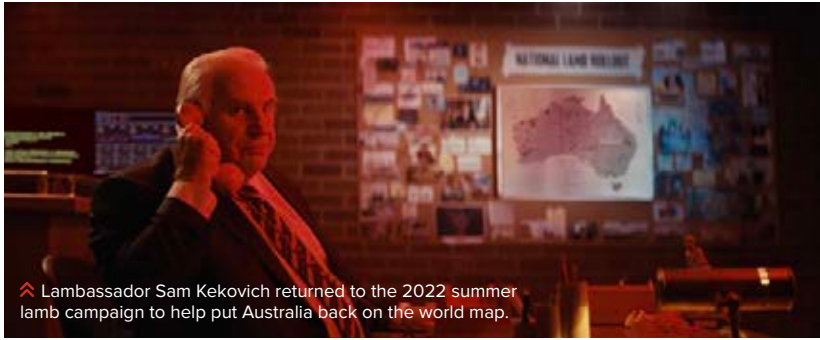 NATIONAL LAMB HOTLINE
Lambassador Sam Kekovich returned to the 2022 summer
lamb campaign to help put Australia back on the world map.